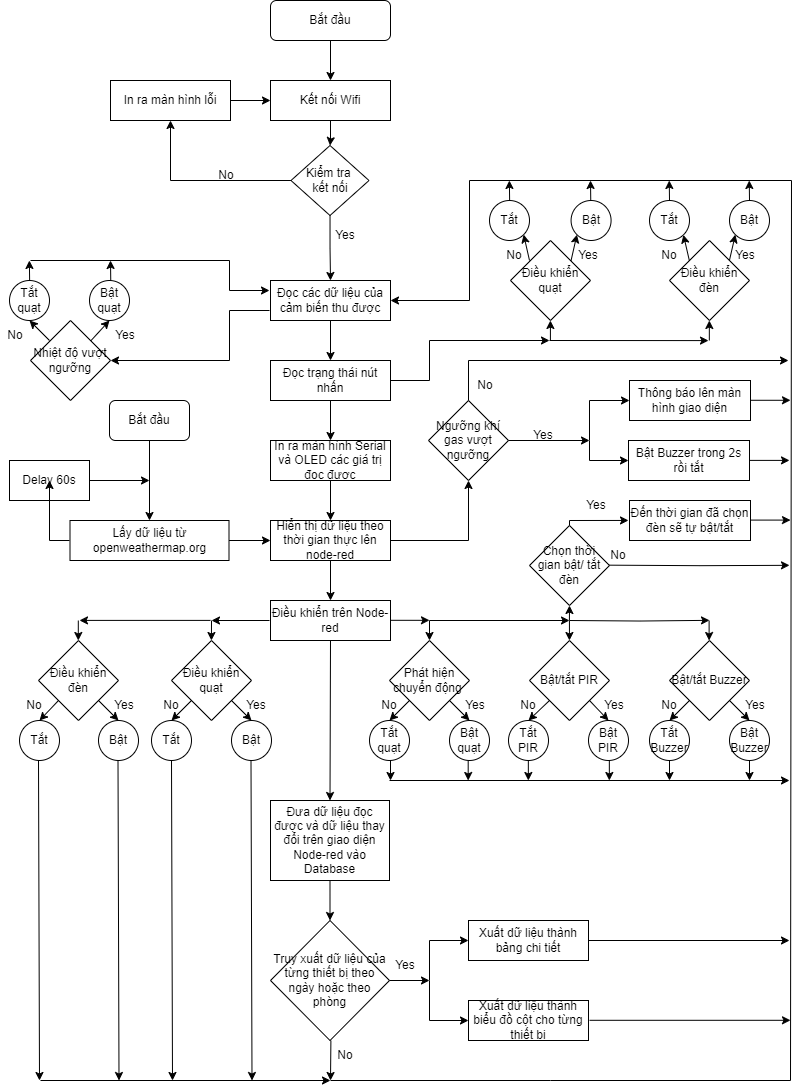 Bắt đầu
In ra màn hình lỗi
Kết nối Wifi
Kiểm tra
kết nối
No
Yes
Tắt
Bật
Tắt
Bật
No
Yes
No
Yes
Điều khiển
quạt
Điều khiển
đèn
Tắt
quạt
Bật
quạt
Đọc các dữ liệu của
cảm biến thu được
No
Yes
Nhiệt độ vượt
ngưỡng
Đọc trạng thái nút
nhấn
No
Thông báo lên màn
hình giao diện
Bắt đầu
Ngưỡng khí
gas vượt
ngưỡng
Yes
In ra màn hình Serial
và OLED các giá trị
đọc được
Bật Buzzer trong 2s
rồi tắt
Delay 60s
Yes
Đến thời gian đã chọn
đèn sẽ tự bật/tắt
Lấy dữ liệu từ
openweathermap.org
Hiển thị dữ liệu theo
thời gian thực lên
node-red
Chọn thời
gian bật/ tắt
đèn
No
Điều khiển trên Node-
red
Điều khiển
đèn
Điều khiển
quạt
Phát hiện
chuyển động
Bật/tắt PIR
Bật/tắt Buzzer
No
Yes
No
Yes
No
Yes
No
Yes
No
Yes
Tắt
Bật
Tắt
Bật
Tắt
quạt
Bật
quạt
Tắt
PIR
Bật
PIR
Tắt
Buzzer
Bật
Buzzer
Đưa dữ liệu đọc
được và dữ liệu thay
đổi trên giao diện
Node-red vào
Database
Truy xuất dữ liệu của
từng thiết bị theo
ngày hoặc theo
phòng
Yes
Xuất dữ liệu thành
bảng chi tiết
Xuất dữ liệu thành
biểu đồ cột cho từng
thiết bi
No